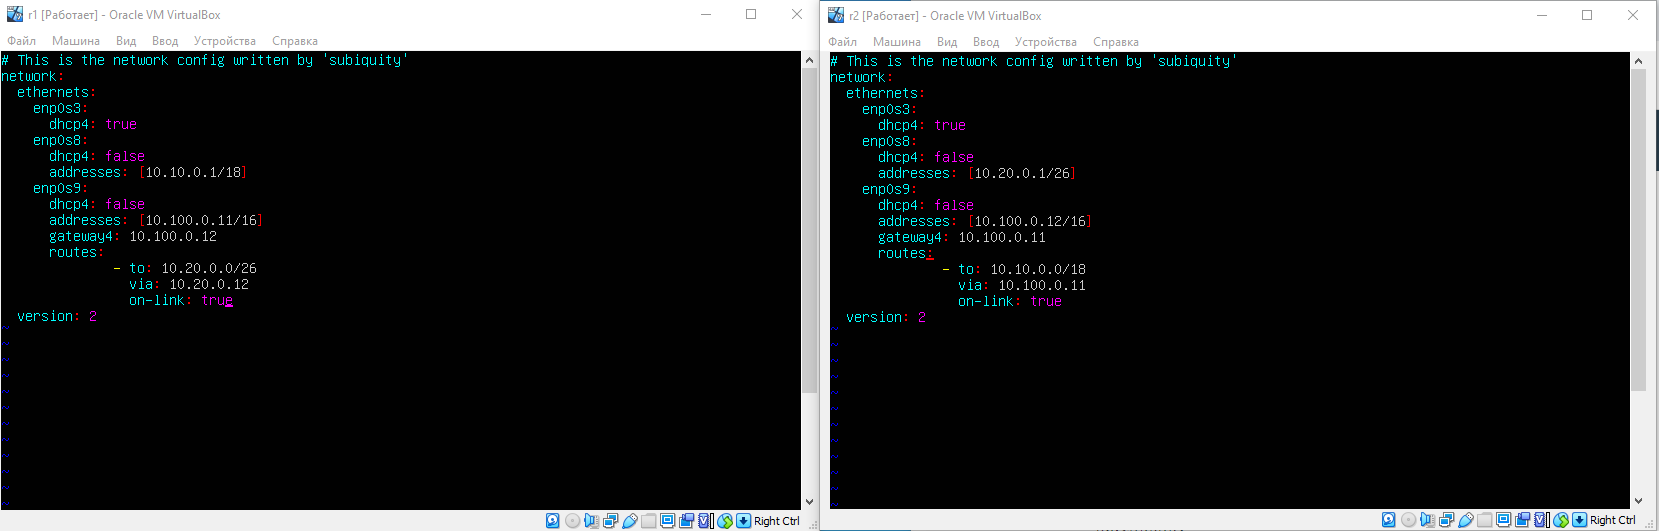 r1 [Работает] - Oracle VM VirtualBox
Файл Машина Вид Ввод Устройства Справка
# This is the network config written by 'subiquity'
network:
  ethernets:
    enp0s3:
      dhcp4: true
    enp0s8:
      dhcp4: false
      addresses: [10.10.0.1/18]
    enp0s9:
      dhcp4: false
      addresses: [10.100.0.11/16]
      gateway4: 10.100.0.12
      routes:
              - to: 10.20.0.0/26
                via: 10.20.0.12
                on-link: true
  version: 2
~
~
~
~
~
~
~
~
~
~
~
~
Right Ctrl
r2 [Работает] - Oracle VM VirtualBox
Файл Машина Вид Ввод Устройства Справка
# This is the network config written by 'subiquity'
network:
  ethernets:
    enp0s3:
      dhcp4: true
    enp0s8:
      dhcp4: false
      addresses: [10.20.0.1/26]
    enp0s9:
      dhcp4: false
      addresses: [10.100.0.12/16]
      gateway4: 10.100.0.11
      routes:
              - to: 10.10.0.0/18
                via: 10.100.0.11
                on-link: true
  version: 2
~
~
~
~
~
~
~
~
~
~
~
~
Right Ctrl